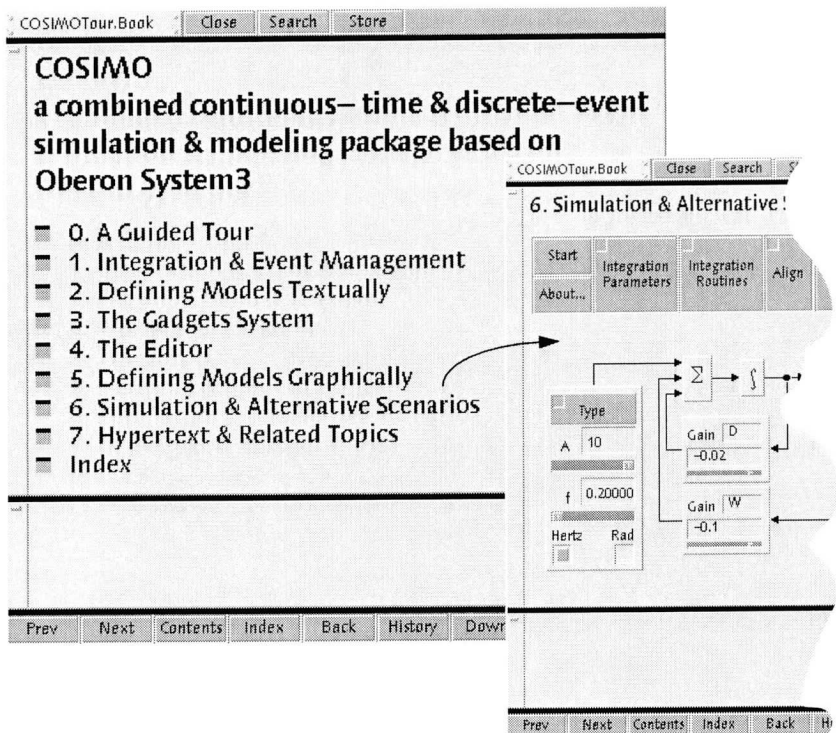 COSIMOTour.Book Close Search Store
COSIMO
a combined continuous– time & discrete–event
simulation & modeling package based on
Oberon System3
0. A Guided Tour
1. Integration & Event Management
2. Defining Models Textually
3. The Gadgets System
4. The Editor
5. Defining Models Graphically
6. Simulation & Alternative Scenarios
7. Hypertext & Related Topics
Index
Prev Next Contents Index Back History
COSIMOTour.Book Close Search
6. Simulation & Alternative
Start
About...
Integration
Parameters
Integration
Routines
Align
Type
A 10
f 0.20000
Hertz Rad
Σ ∫
Gain D
-0.02
Gain W
-0.1
Prev Next Contents Index Back